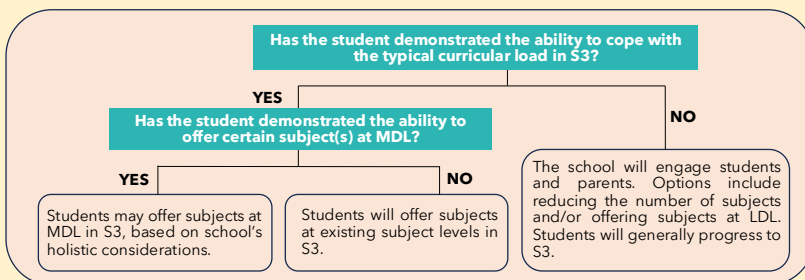 Has the student demonstrated the ability to cope with
the typical curricular load in S3?
YES
NO
Has the student demonstrated the ability to
offer certain subject(s) at MDL?
YES
NO
Students may offer subjects at
MDL in S3, based on school’s
holistic considerations.
Students will offer subjects
at existing subject levels in
S3.
The school will engage students
and parents. Options include
reducing the number of subjects
and/or offering subjects at LDL.
Students will generally progress to
S3.